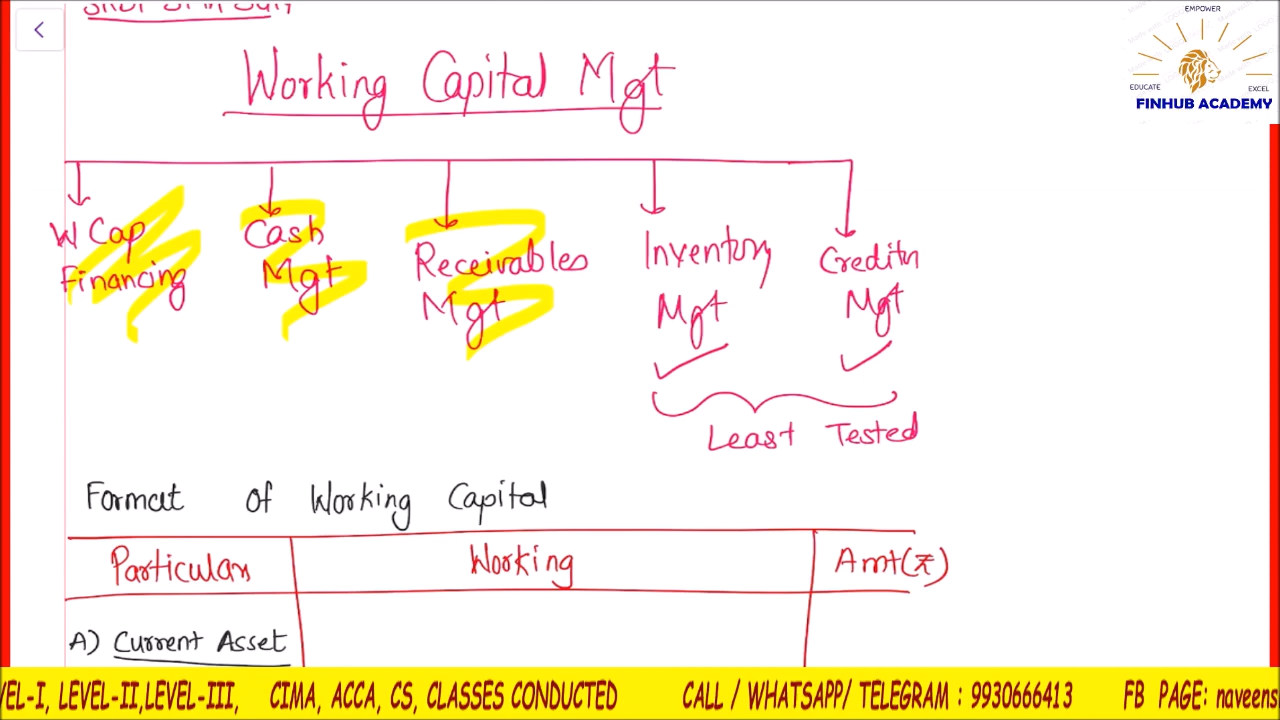 Working Capital Mgt
W Cap
Financing
Cash
Mgt
Receivables
Mgt
Inventory
Mgt
Creditn
Mgt
Least Tested
Format of Working Capital
Particulars
Working
Amt(₹)
A) Current Asset
EMPOWER
EDUCATE
EXCEL
FINHUB ACADEMY
VEL-I, LEVEL-II,LEVEL-III, CIMA, ACCA, CS, CLASSES CONDUCTED CALL / WHATSAPP/ TELEGRAM : 9930666413 FB PAGE: naveens